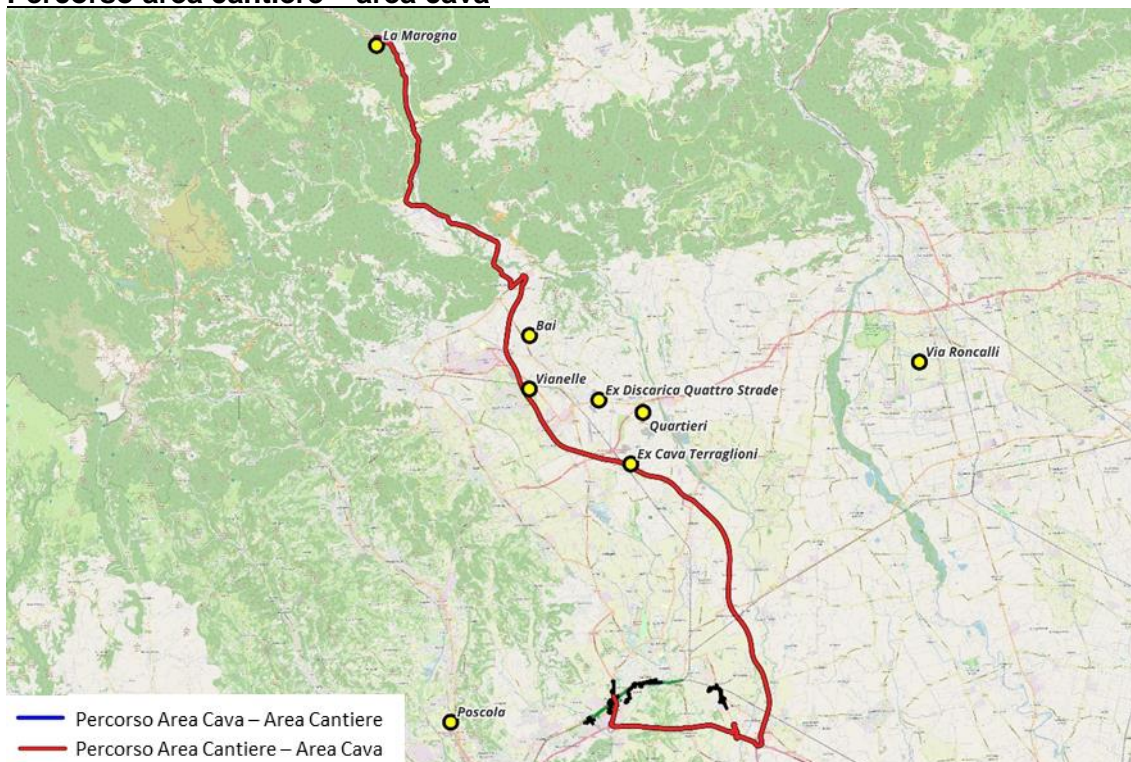 Percorso area cantiere – area cava
La Marogna
Bai
Via Roncalli
Vianelle
Ex Discarica Quattro Strade
Quartieri
Ex Cava Terraglioni
Poscola
Percorso Area Cava – Area Cantiere
Percorso Area Cantiere – Area Cava